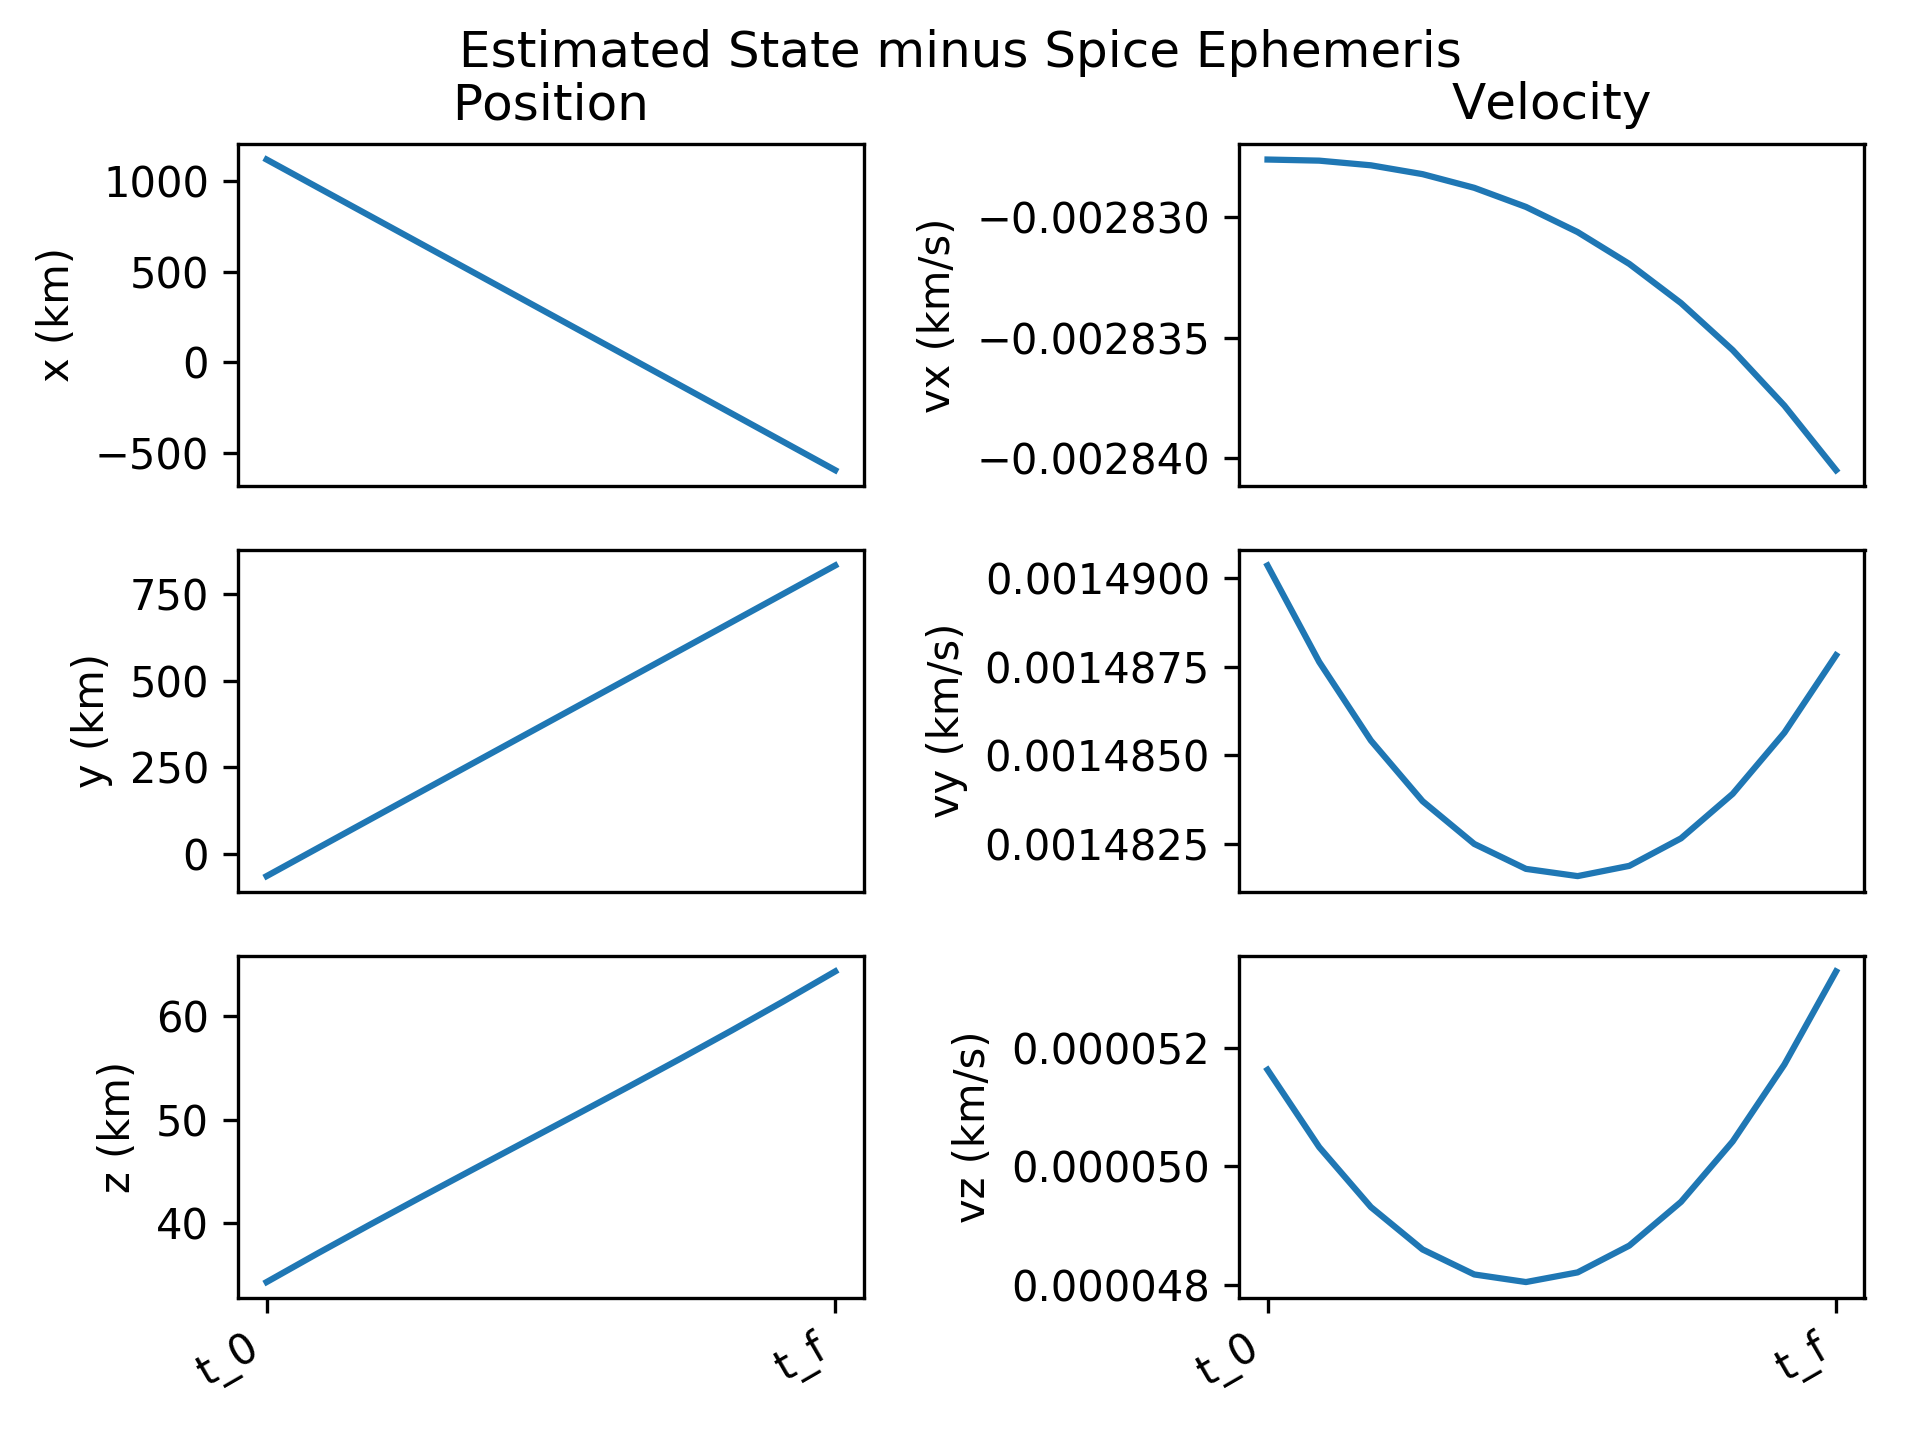 Estimated State minus Spice Ephemeris
Position
Velocity
x (km)
1000
500
0
−500
vx (km/s)
−0.002830
−0.002835
−0.002840
y (km)
750
500
250
0
vy (km/s)
0.0014900
0.0014875
0.0014850
0.0014825
z (km)
60
50
40
vz (km/s)
0.000052
0.000050
0.000048
t_0
t_f
t_0
t_f